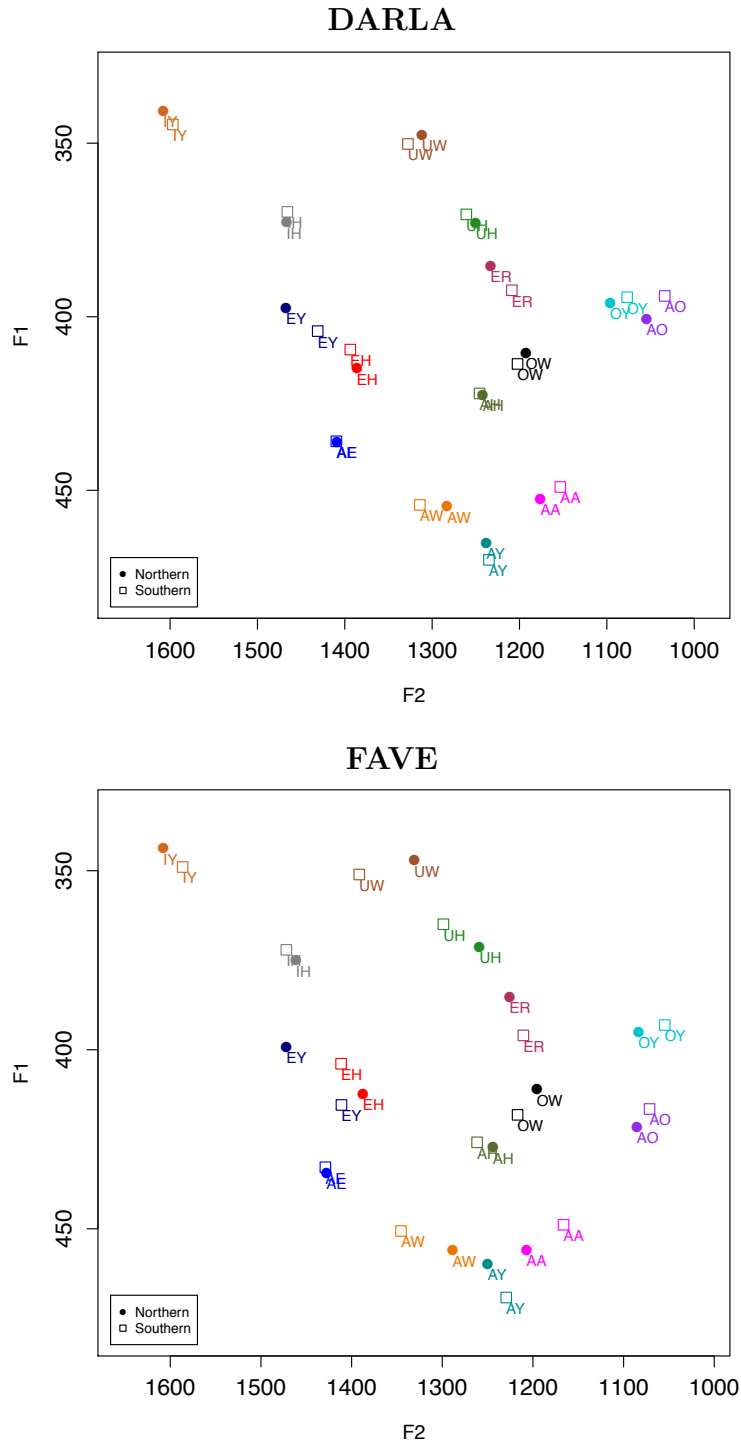 DARLA
350
400
450
F1
IY
IY
UW
UW
IH
IH
UH
UH
ER
ER
EY
EY
EH
EH
OY
OY
AO
AO
OW
OW
AH
AH
AE
AE
AW
AW
AA
AA
AY
AY
Northern
Southern
1600 1500 1400 1300 1200 1100 1000
F2
FAVE
350
400
450
F1
IY
IY
UW
UW
UH
UH
IH
IH
ER
ER
OY
OY
EY
EH
EH
EY
OW
OW
AO
AO
AH
AH
AE
AE
AW
AW
AA
AA
AY
AY
Northern
Southern
1600 1500 1400 1300 1200 1100 1000
F2